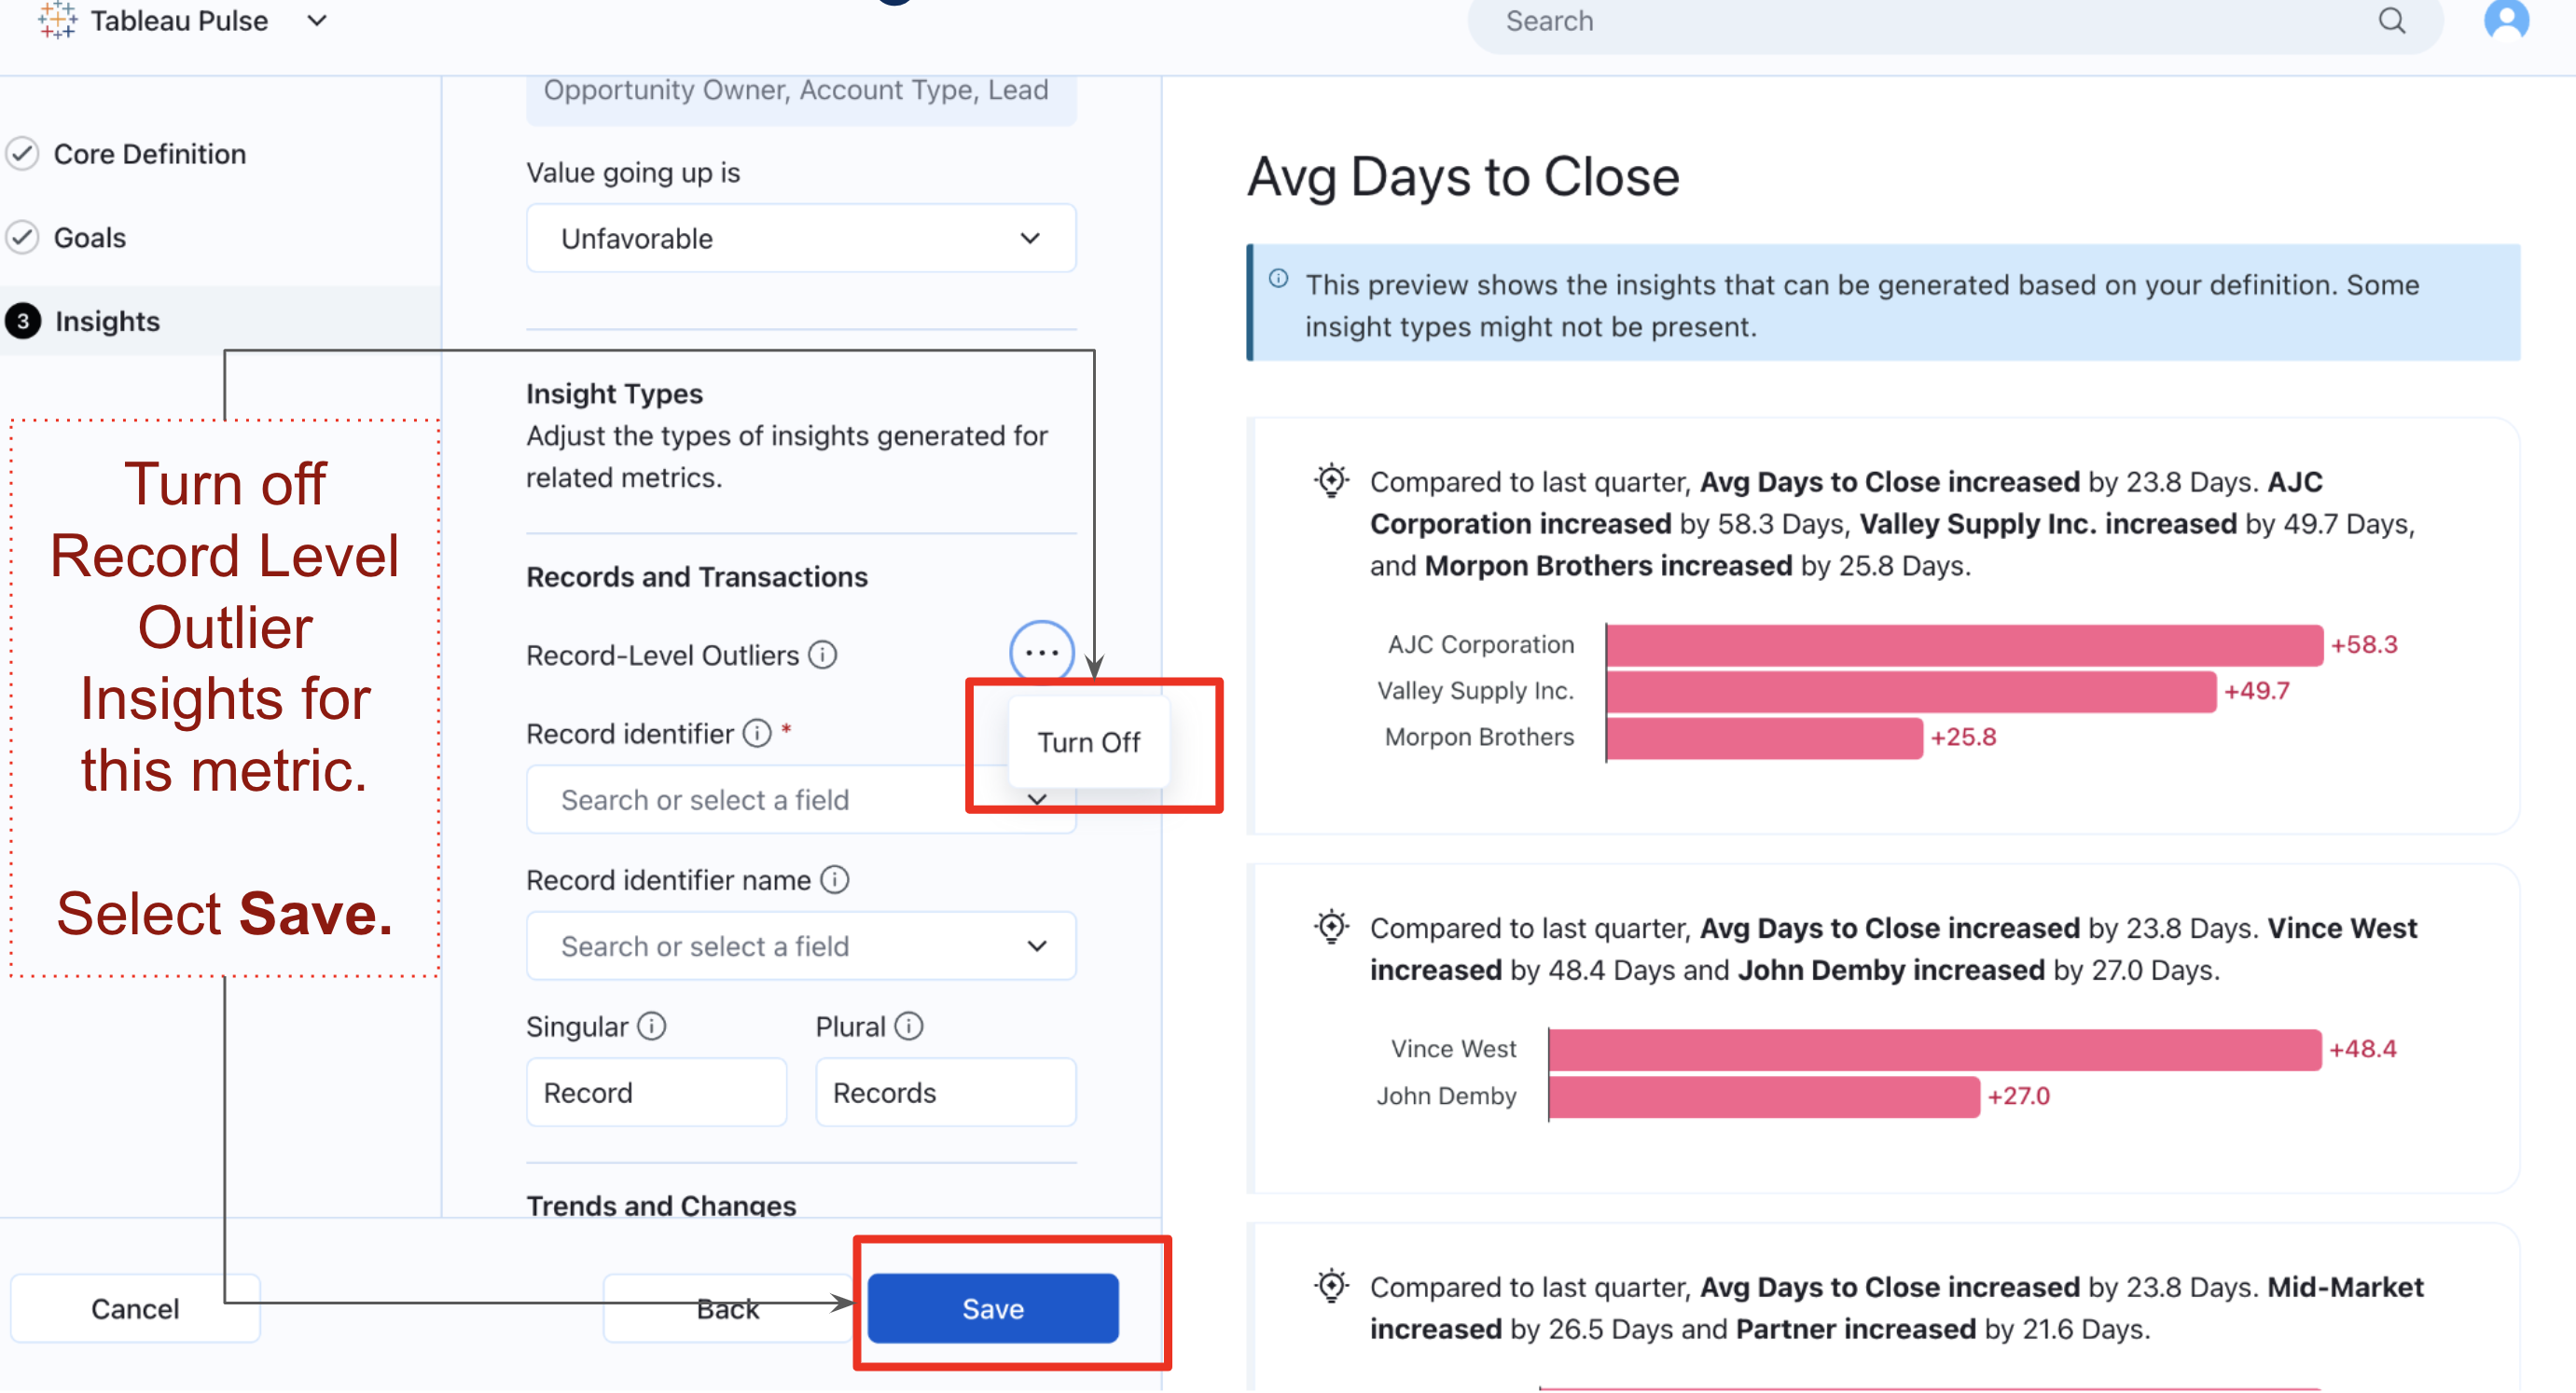 Tableau Pulse
Search
Core Definition
Goals
3 Insights
Turn off
Record Level
Outlier
Insights for
this metric.
Select Save.
Opportunity Owner, Account Type, Lead
Value going up is
Unfavorable
Insight Types
Adjust the types of insights generated for
related metrics.
Records and Transactions
Record-Level Outliers
Turn Off
Record identifier *
Search or select a field
Record identifier name
Search or select a field
Singular Plural
Record Records
Trends and Changes
Cancel Back Save
Avg Days to Close
This preview shows the insights that can be generated based on your definition. Some
insight types might not be present.
Compared to last quarter, Avg Days to Close increased by 23.8 Days. AJC
Corporation increased by 58.3 Days, Valley Supply Inc. increased by 49.7 Days,
and Morpon Brothers increased by 25.8 Days.
AJC Corporation +58.3
Valley Supply Inc. +49.7
Morpon Brothers +25.8
Compared to last quarter, Avg Days to Close increased by 23.8 Days. Vince West
increased by 48.4 Days and John Demby increased by 27.0 Days.
Vince West +48.4
John Demby +27.0
Compared to last quarter, Avg Days to Close increased by 23.8 Days. Mid-Market
increased by 26.5 Days and Partner increased by 21.6 Days.